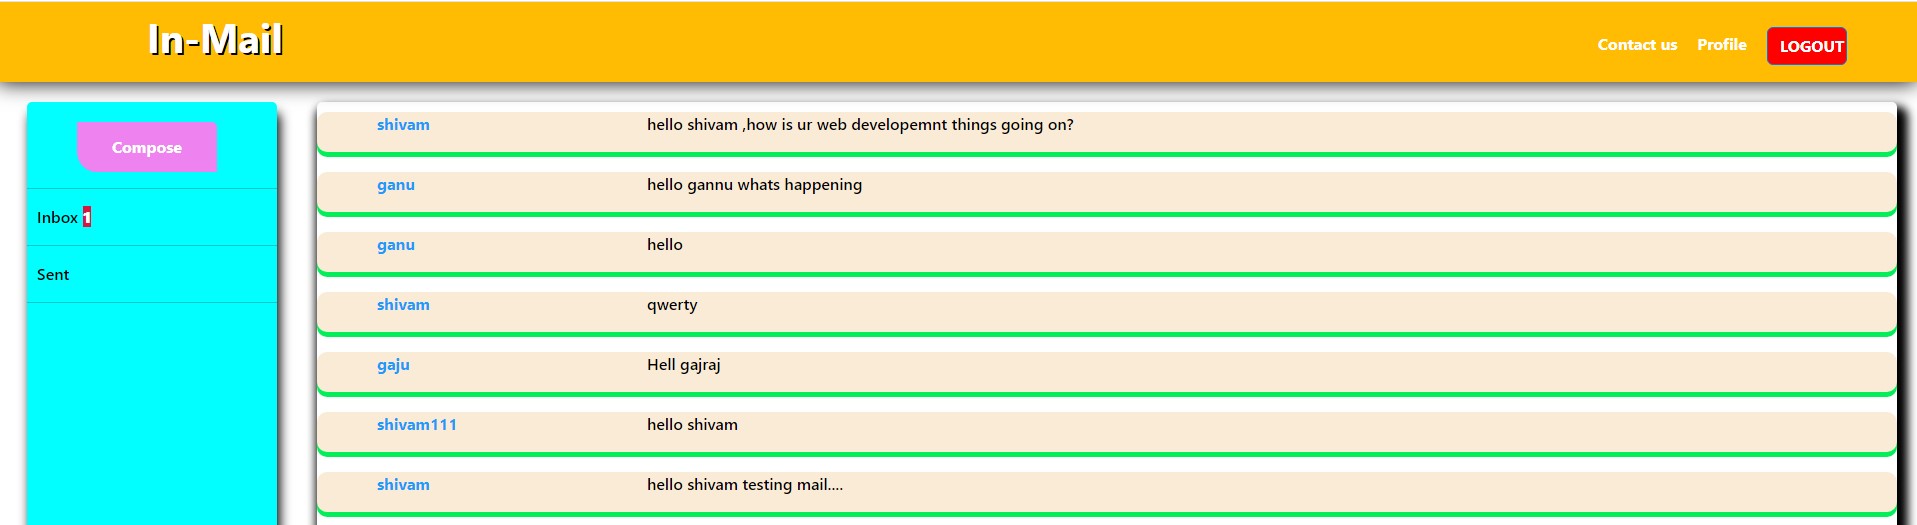 In-Mail
Contact us Profile LOGOUT
Compose
Inbox 1
Sent
shivam hello shivam ,how is ur web developemnt things going on?
ganu hello gannu whats happening
ganu hello
shivam qwerty
gaju Hell gajraj
shivam111 hello shivam
shivam hello shivam testing mail....